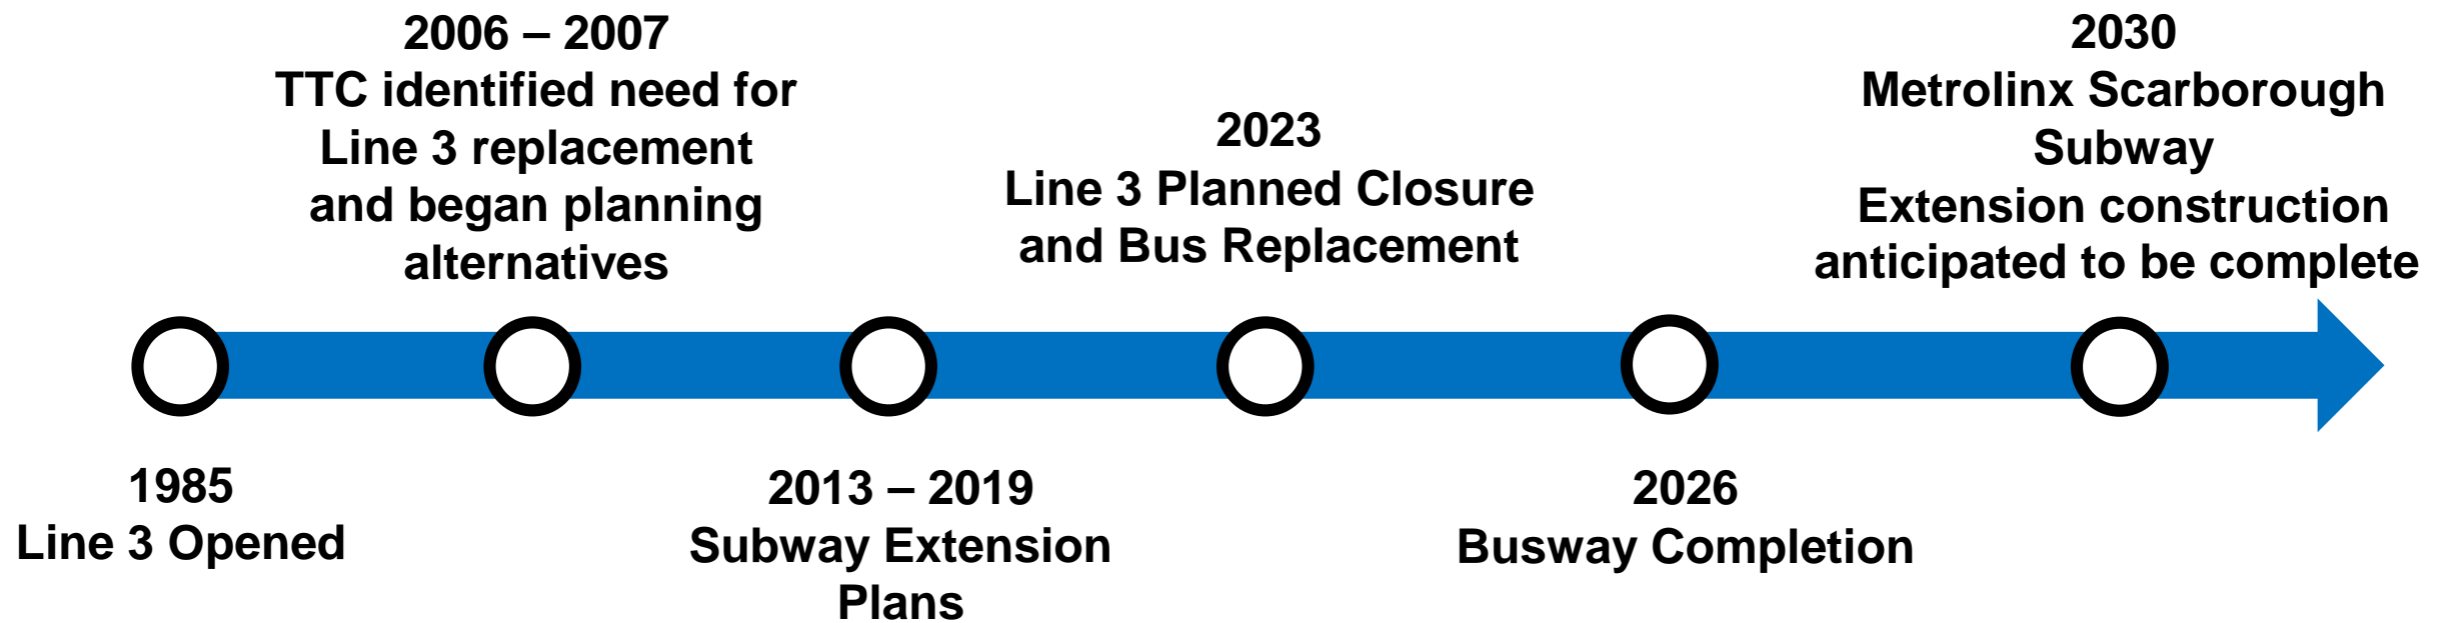 2006 – 2007
TTC identified need for
Line 3 replacement
and began planning
alternatives
2023
Line 3 Planned Closure
and Bus Replacement
2030
Metrolinx Scarborough
Subway
Extension construction
anticipated to be complete
1985
Line 3 Opened
2013 – 2019
Subway Extension
Plans
2026
Busway Completion